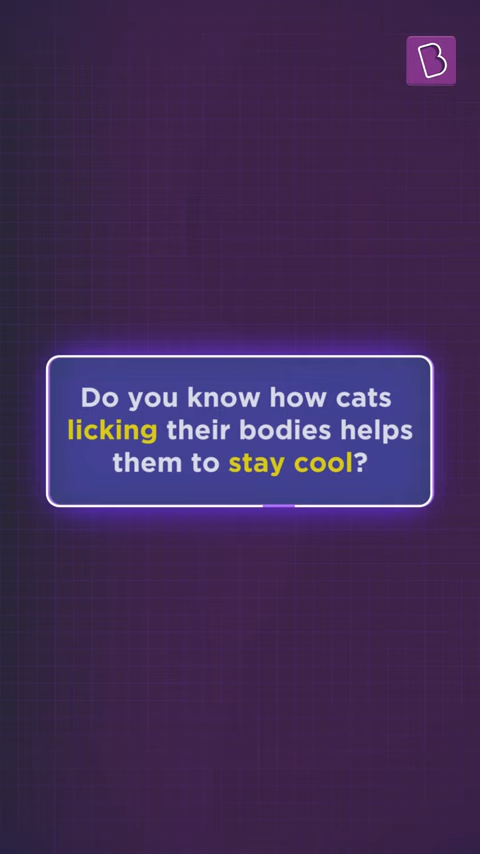 B
Do you know how cats
licking their bodies helps
them to stay cool?